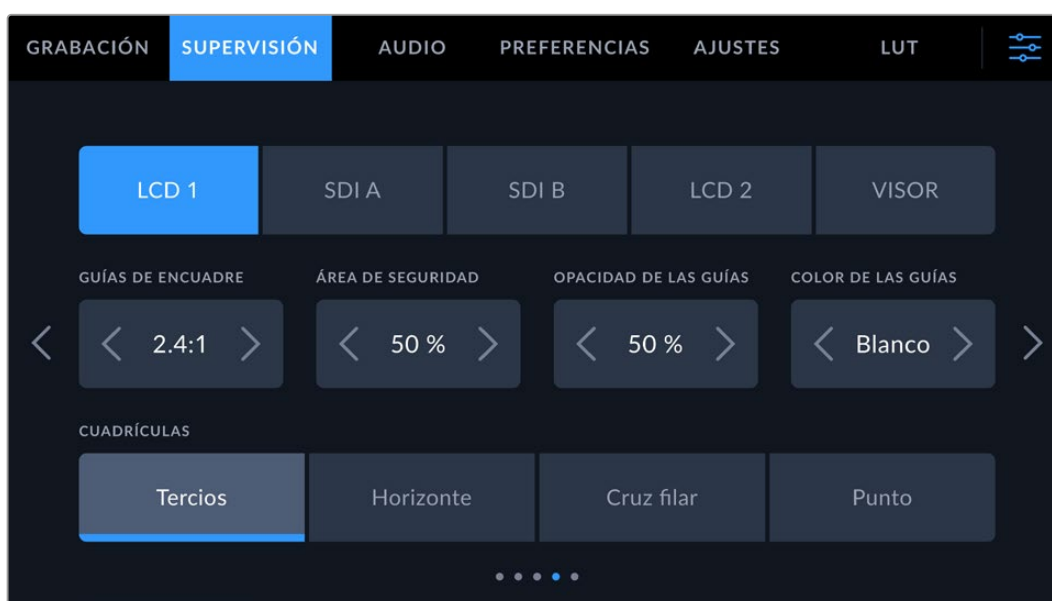 GRABACIÓN SUPERVISIÓN AUDIO PREFERENCIAS AJUSTES LUT
LCD 1 SDI A SDI B LCD 2 VISOR
GUÍAS DE ENCUADRE ÁREA DE SEGURIDAD OPACIDAD DE LAS GUÍAS COLOR DE LAS GUÍAS
2.4:1 50 % 50 % Blanco
CUADRÍCULAS
Tercios Horizonte Cruz filar Punto